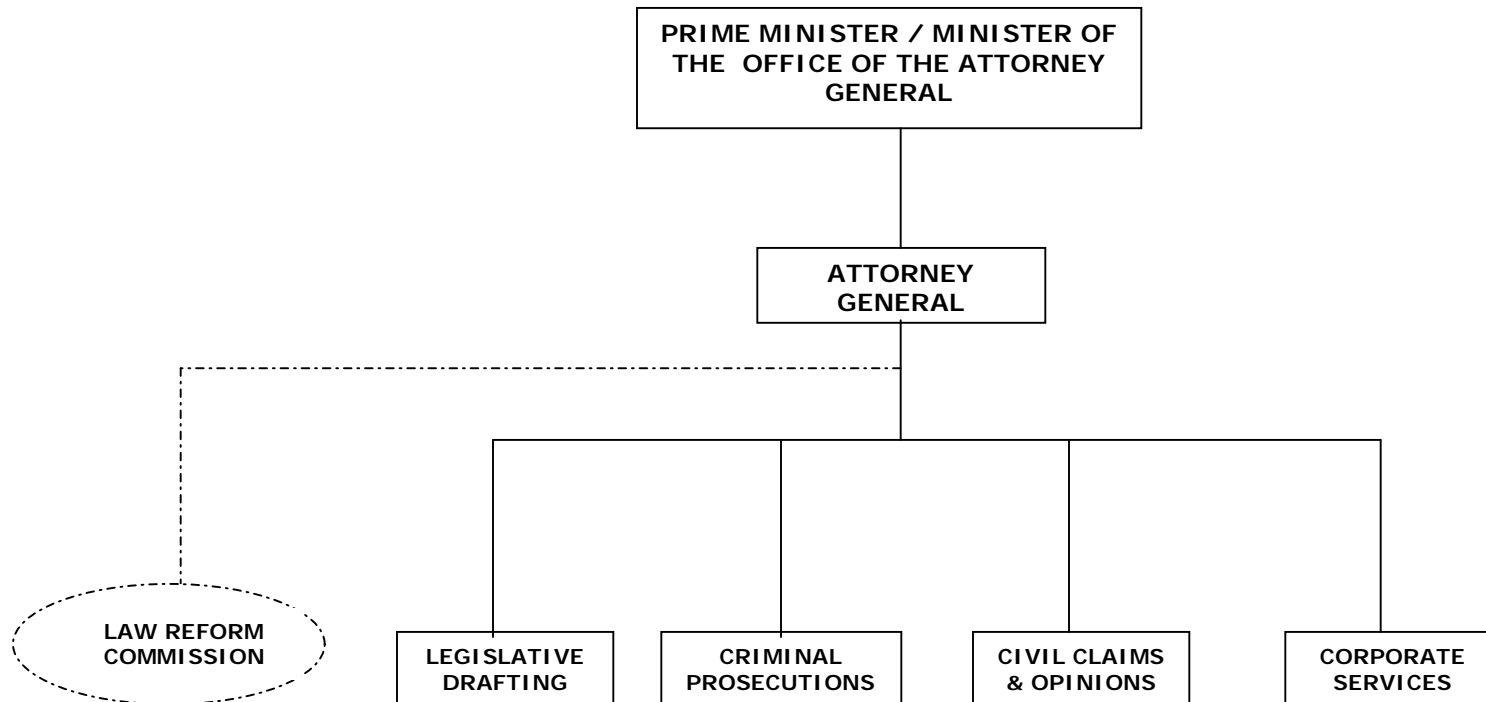 PRIME MINISTER / MINISTER OF
THE OFFICE OF THE ATTORNEY
GENERAL
ATTORNEY
GENERAL
LAW REFORM
COMMISSION
LEGISLATIVE
DRAFTING
CRIMINAL
PROSECUTIONS
CIVIL CLAIMS
& OPINIONS
CORPORATE
SERVICES